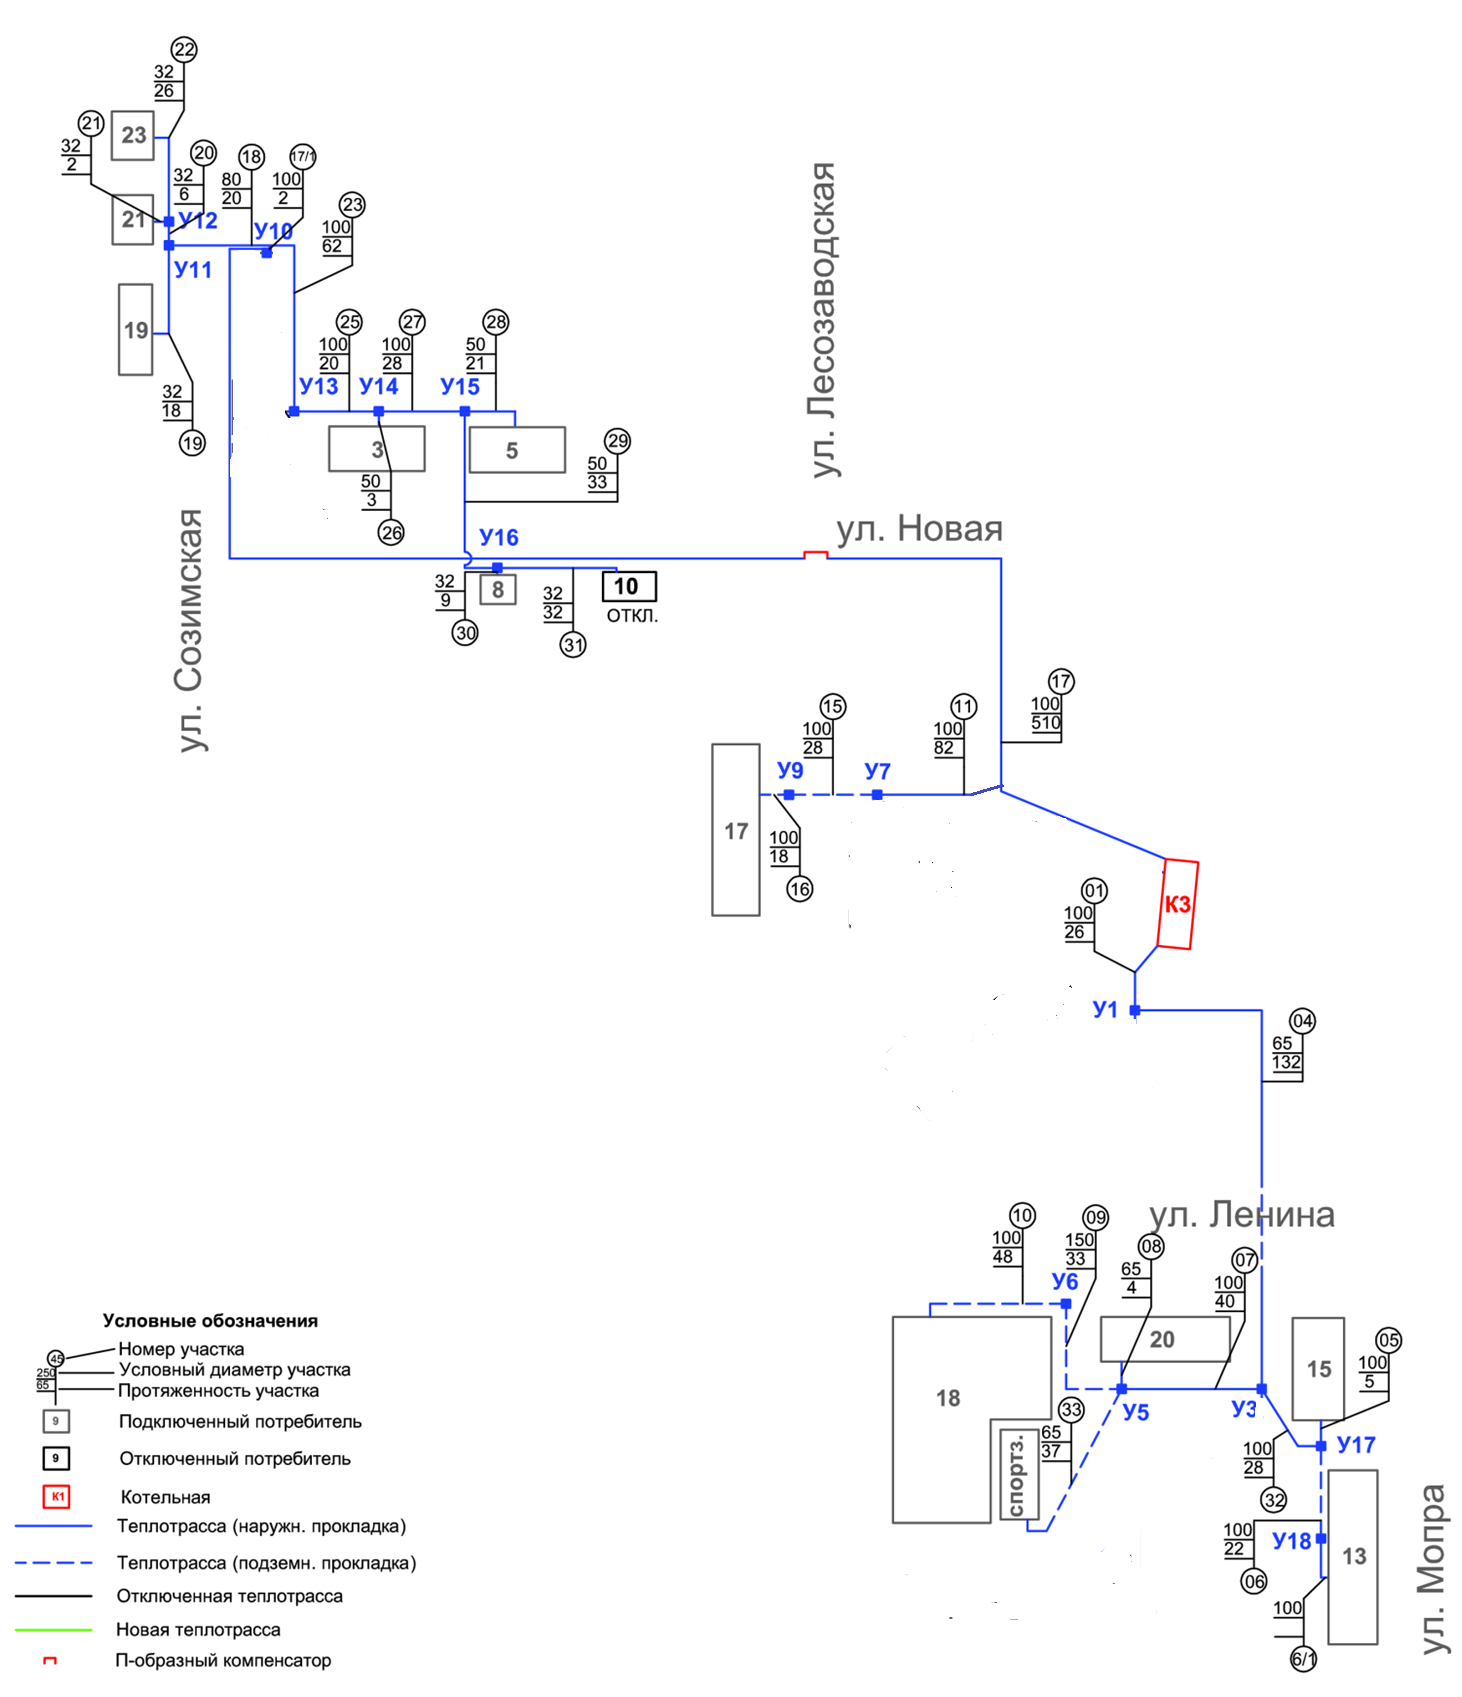 22
32
26
21
32
2
23
20
32
6
18
80
20
17/1
100
2
23
100
62
21
У12
У10
У11
19
32
18
19
25
100
20
27
100
28
28
50
21
У13
У14
У15
3
5
50
3
26
29
50
33
ул. Лесозаводская
ул. Созимская
ул. Новая
У16
32
9
30
8
32
32
31
10
ОТКЛ.
17
100
510
15
100
28
11
100
82
У9
У7
17
100
18
16
К3
01
100
26
У1
04
65
132
ул. Ленина
10
100
48
09
150
33
08
65
4
07
100
40
У6
20
18
У5
У3
33
65
37
спортз.
15
05
100
5
У17
100
28
32
100
22
06
У18
13
100
6/1
ул. Мопра
Условные обозначения
45
250
65
Номер участка
Условный диаметр участка
Протяженность участка
9
Подключенный потребитель
9
Отключенный потребитель
К1
Котельная
Теплотрасса (наружн. прокладка)
Теплотрасса (подземн. прокладка)
Отключенная теплотрасса
Новая теплотрасса
П-образный компенсатор